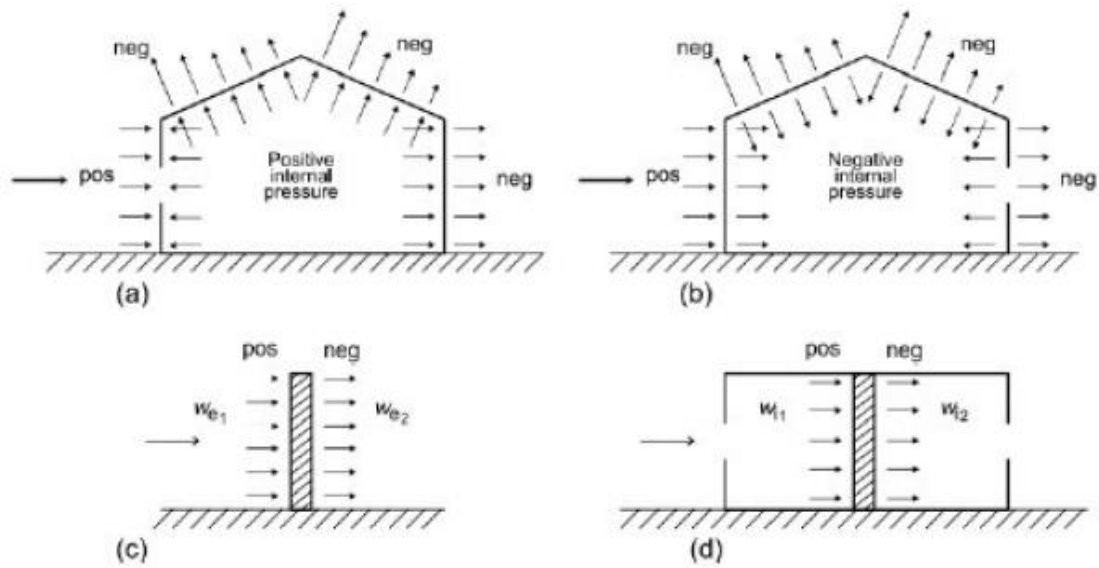 neg
neg
pos
Positive
internal
pressure
neg
(a)
neg
neg
pos
Negative
internal
pressure
neg
(b)
pos
neg
We1
We2
(c)
pos
neg
Wi1
Wi2
(d)